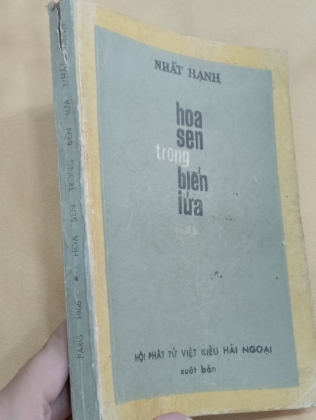 NHẤT HẠNH
hoa
sen
trong
biển
lửa
HỘI PHẬT TỬ VIỆT KIỀU HẢI NGOẠI
xuất bản
PARIS 1966 * HOA SEN TRONG BIỂN LỬA NHẤT